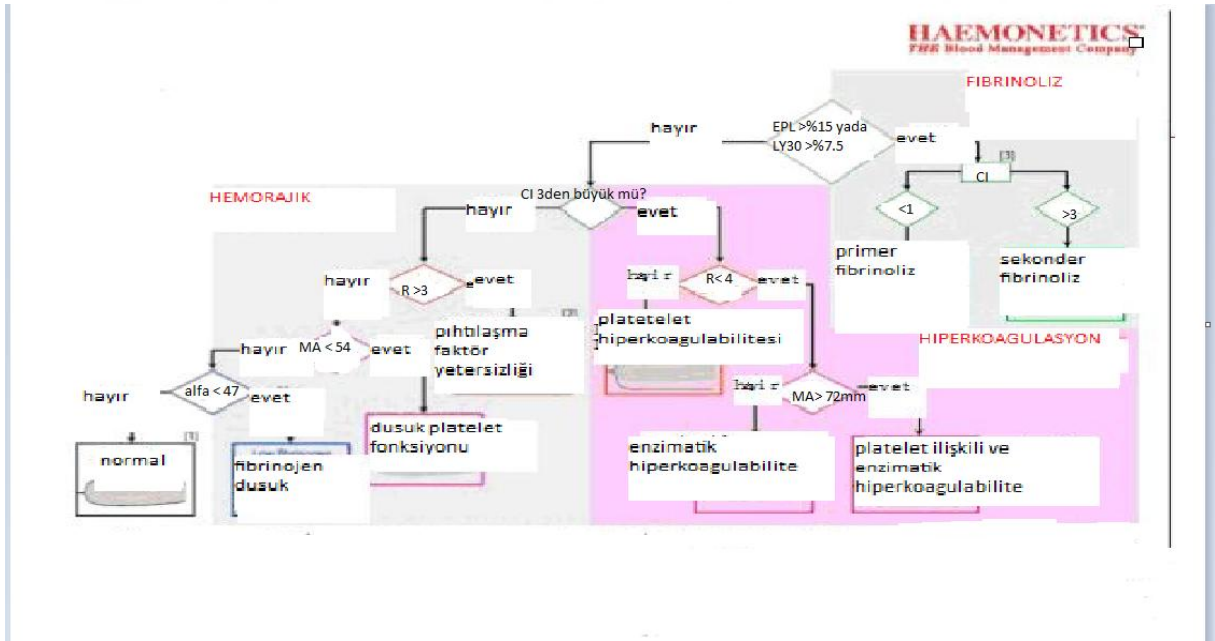 HAEMONETICS
THE Blood Management Company
FIBRINOLIZ
EPL >%15 yada
LY30 >%7.5
hayır
evet
[3]
CI
<1
>3
primer
fibrinoliz
sekonder
fibrinoliz
HEMORAJIK
CI 3den büyük mü?
hayır
evet
hayır
R >3
evet
hayir
R< 4
evet
[2]
pıhtılaşma
faktör
yetersizliği
platetelet
hiperkoagulabilitesi
HIPERKOAGULASYON
hayır
MA < 54
evet
hayır
alfa < 47
evet
hayir
MA> 72mm
evet
[1]
normal
fibrinojen
dusuk
dusuk platelet
fonksiyonu
enzimatik
hiperkoagulabilite
platelet ilişkili ve
enzimatik
hiperkoagulabilite